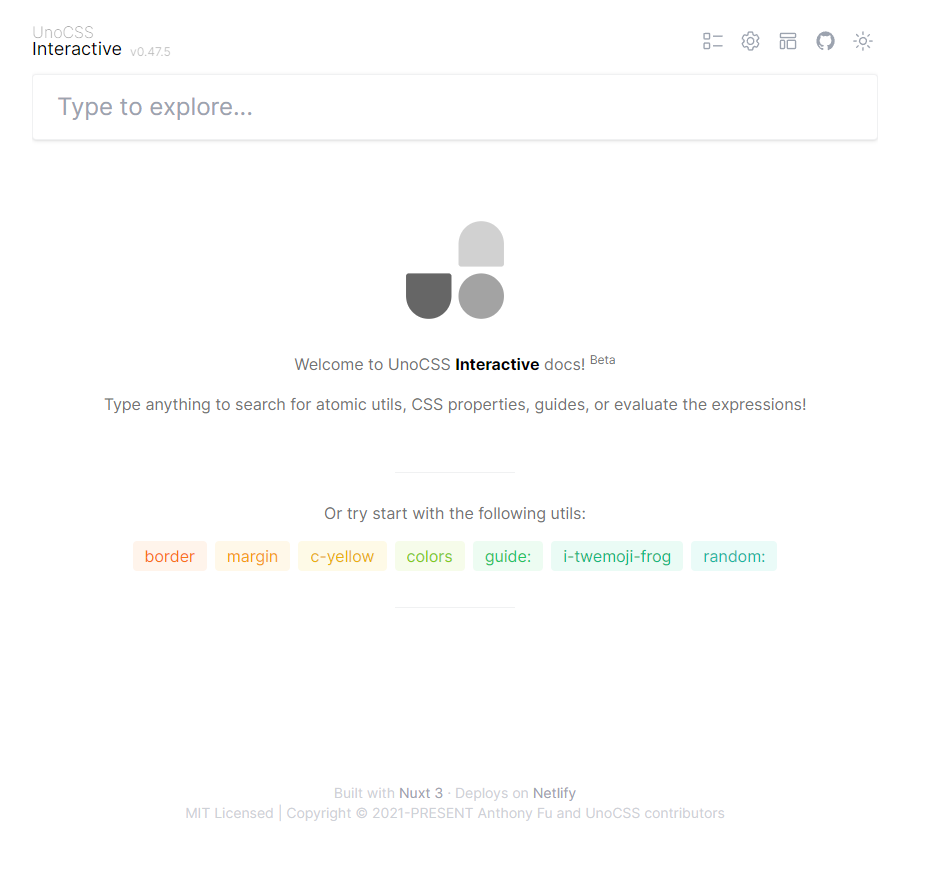 UnoCSS
Interactive v0.47.5
Type to explore...
Welcome to UnoCSS Interactive docs! Beta
Type anything to search for atomic utils, CSS properties, guides, or evaluate the expressions!
Or try start with the following utils:
border margin c-yellow colors guide: i-twemoji-frog random:
Built with Nuxt 3 · Deploys on Netlify
MIT Licensed | Copyright © 2021-PRESENT Anthony Fu and UnoCSS contributors